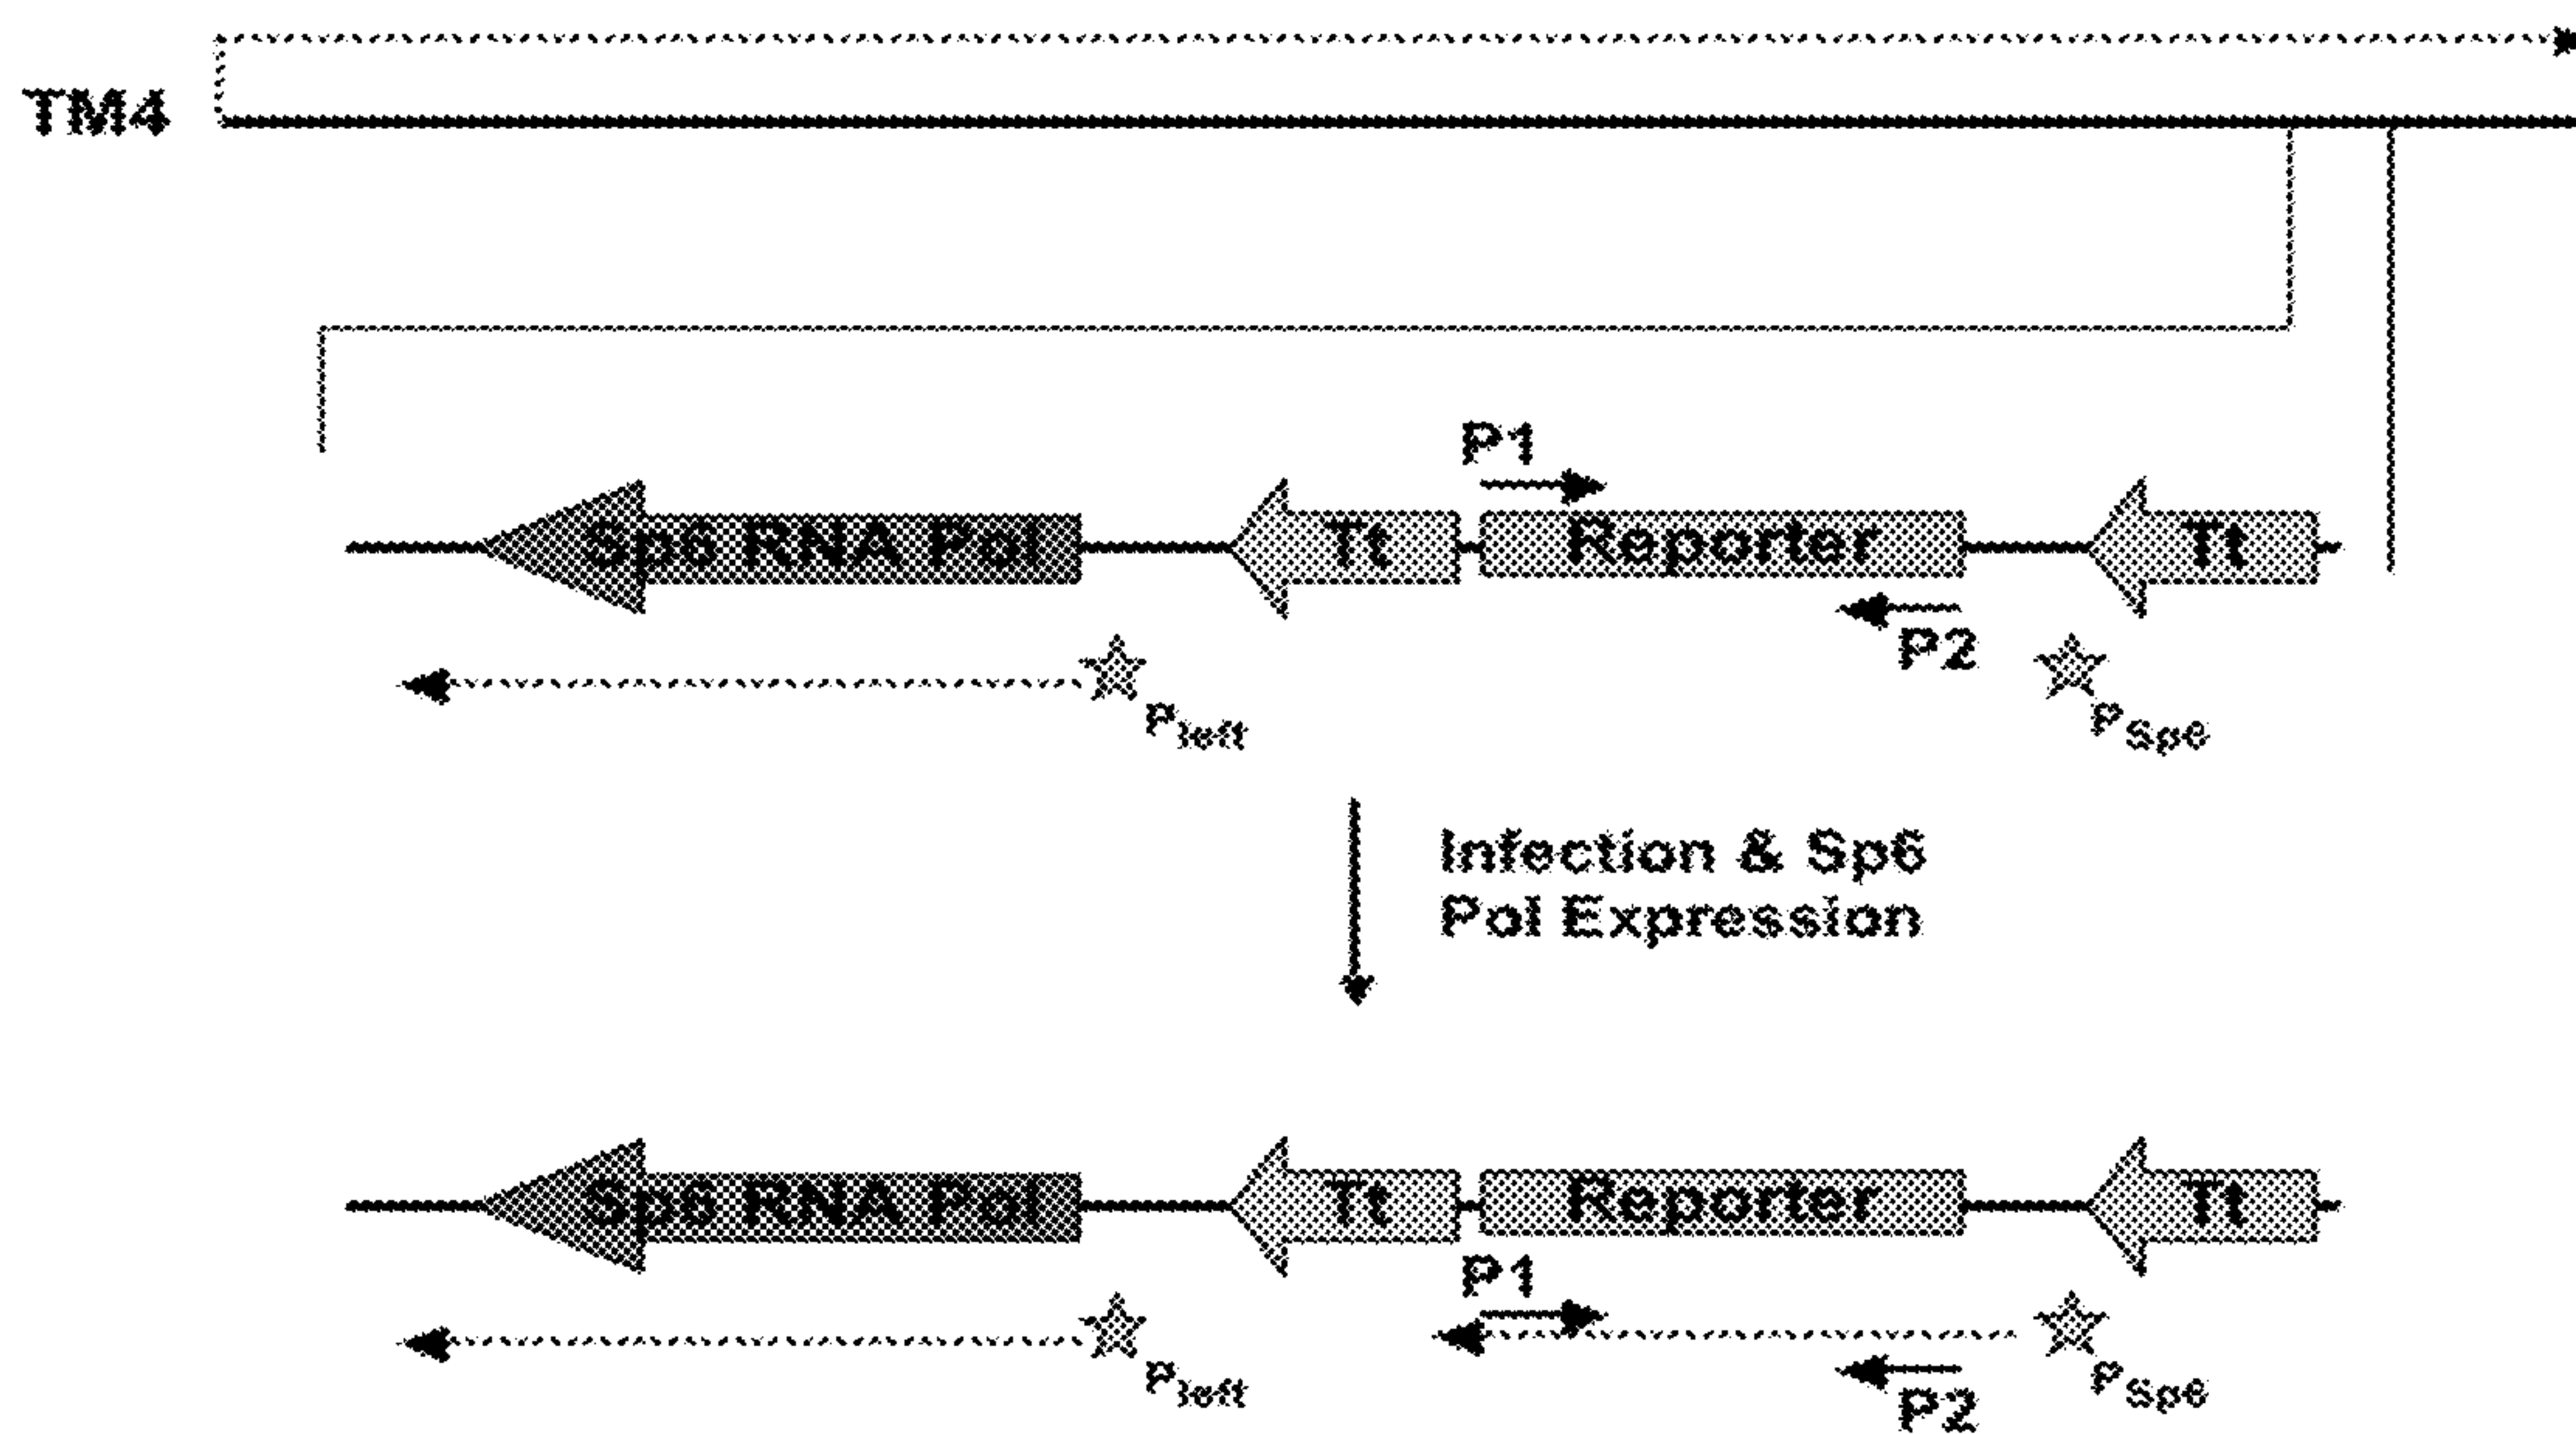 TM4
P1
Sp6 RNA Pol Tt Reporter Tt
P2
Pleft PSp6
Infection & Sp6
Pol Expression
Sp6 RNA Pol Tt Reporter Tt
P1
Pleft PSp6
P2